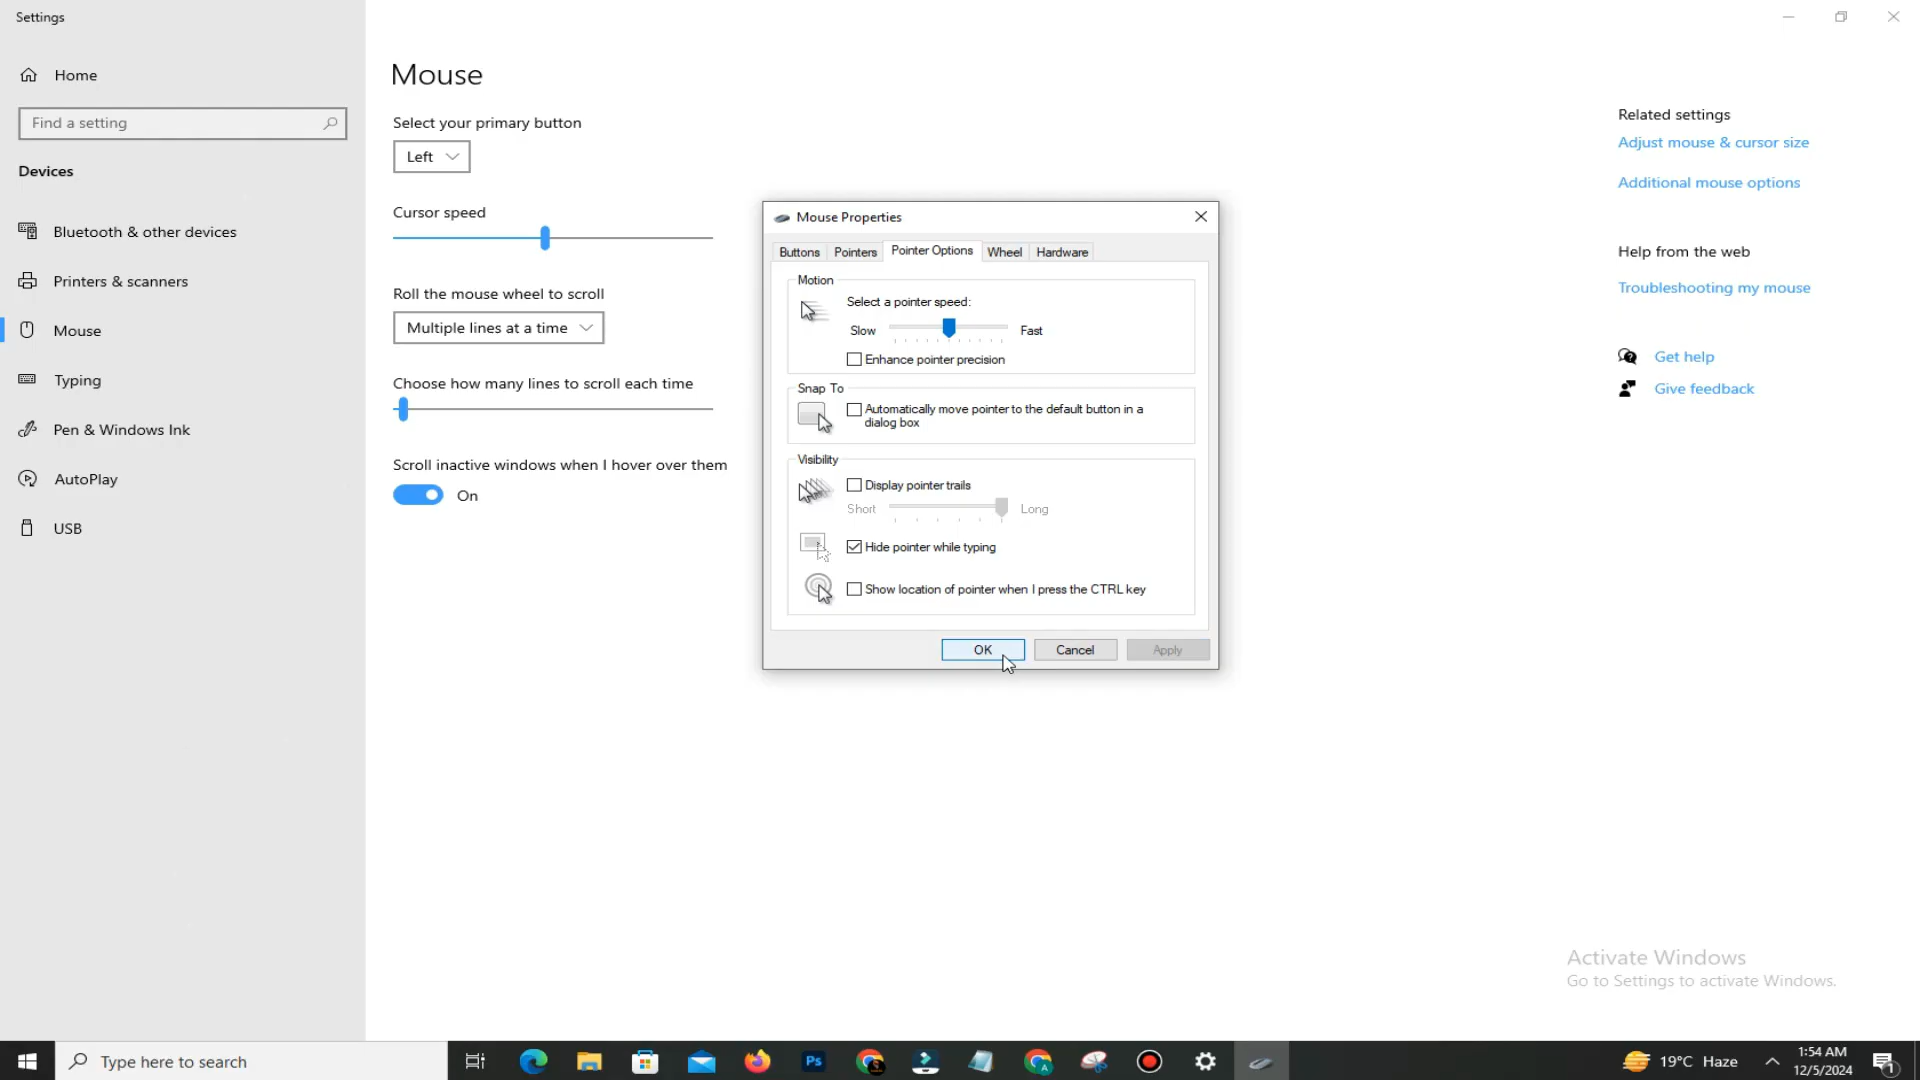 Settings
Home
Find a setting
Devices
Bluetooth & other devices
Printers & scanners
Mouse
Typing
Pen & Windows Ink
AutoPlay
USB
Mouse
Select your primary button
Left
Cursor speed
Roll the mouse wheel to scroll
Multiple lines at a time
Choose how many lines to scroll each time
Scroll inactive windows when I hover over them
On
Mouse Properties
Buttons Pointers Pointer Options Wheel Hardware
Motion
Select a pointer speed:
Slow Fast
Enhance pointer precision
Snap To
Automatically move pointer to the default button in a
dialog box
Visibility
Display pointer trails
Short Long
Hide pointer while typing
Show location of pointer when I press the CTRL key
OK Cancel Apply
Related settings
Adjust mouse & cursor size
Additional mouse options
Help from the web
Troubleshooting my mouse
Get help
Give feedback
Activate Windows
Go to Settings to activate Windows.
Type here to search
Ps
A
19°C Haze
1:54 AM
12/5/2024
1